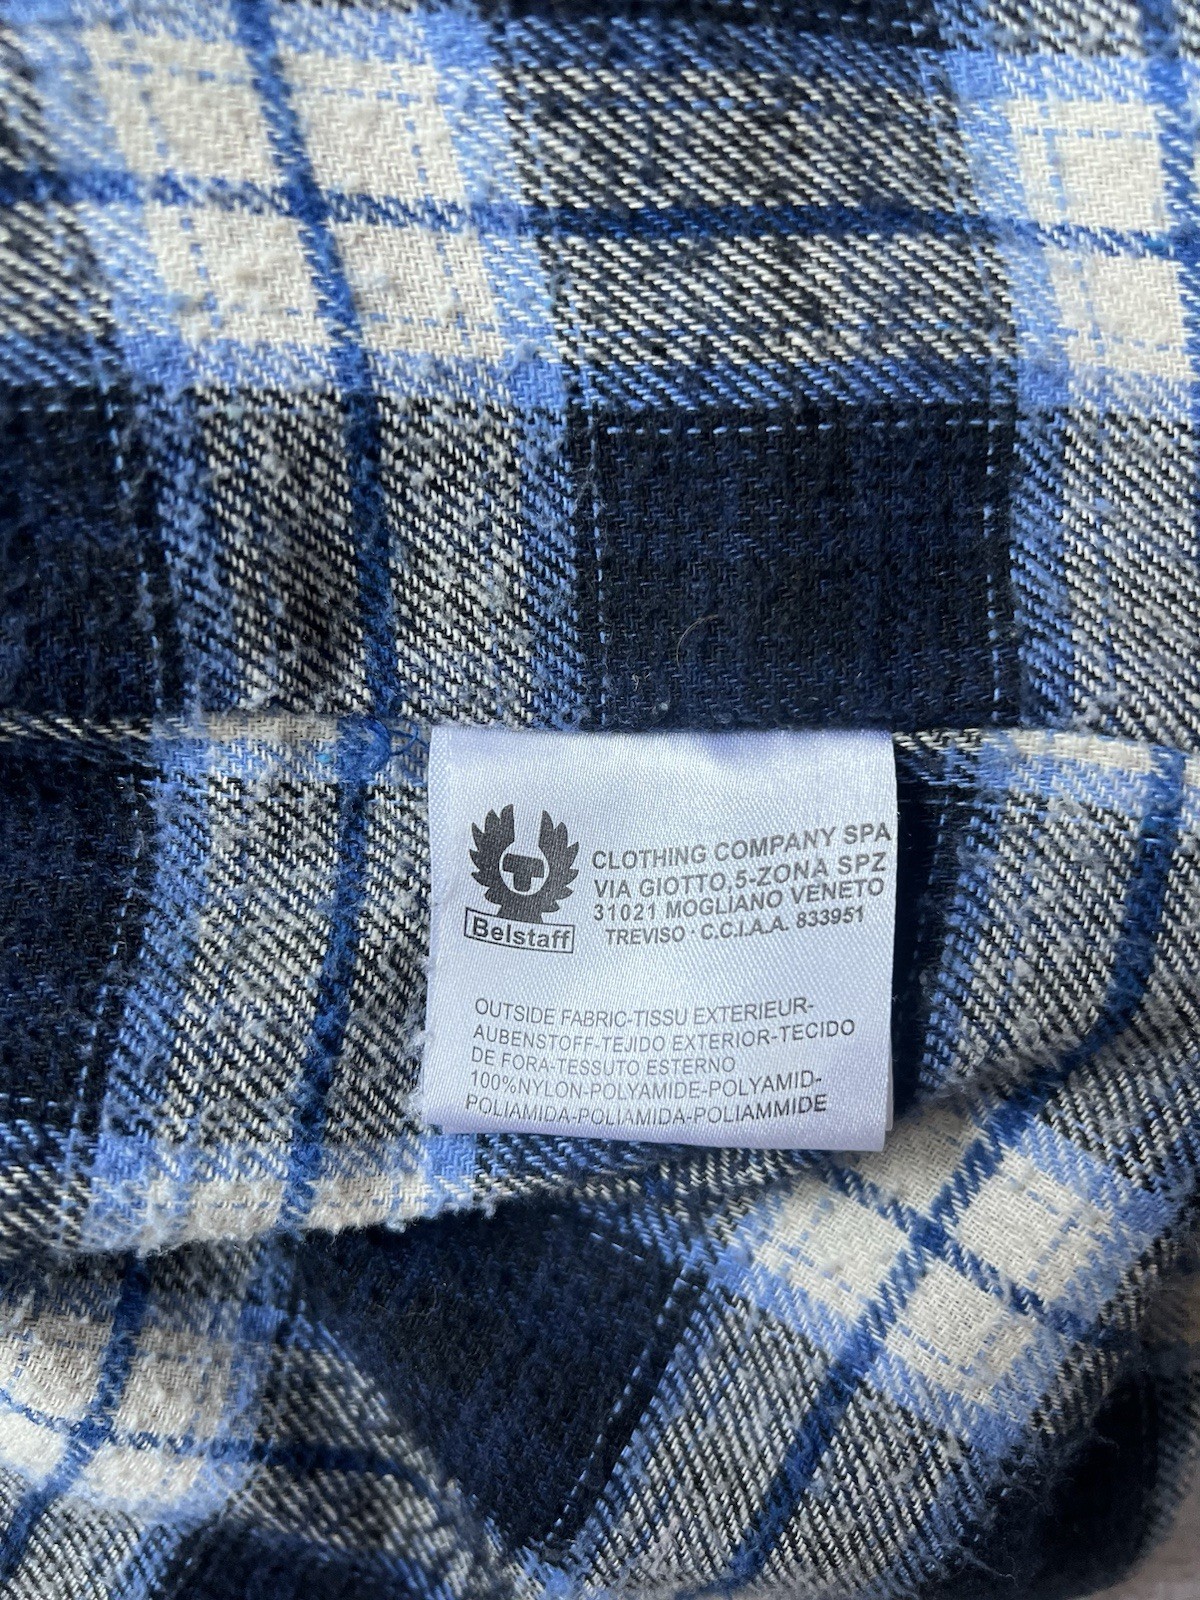 Belstaff
CLOTHING COMPANY SPA
VIA GIOTTO,5-ZONA SPZ
31021 MOGLIANO VENETO
TREVISO · C.C.I.A.A. 833951
OUTSIDE FABRIC-TISSU EXTERIEUR-
AUBENSTOFF-TEJIDO EXTERIOR-TECIDO
DE FORA-TESSUTO ESTERNO
100%NYLON-POLYAMIDE-POLYAMID-
POLIAMIDA-POLIAMIDA-POLIAMMIDE